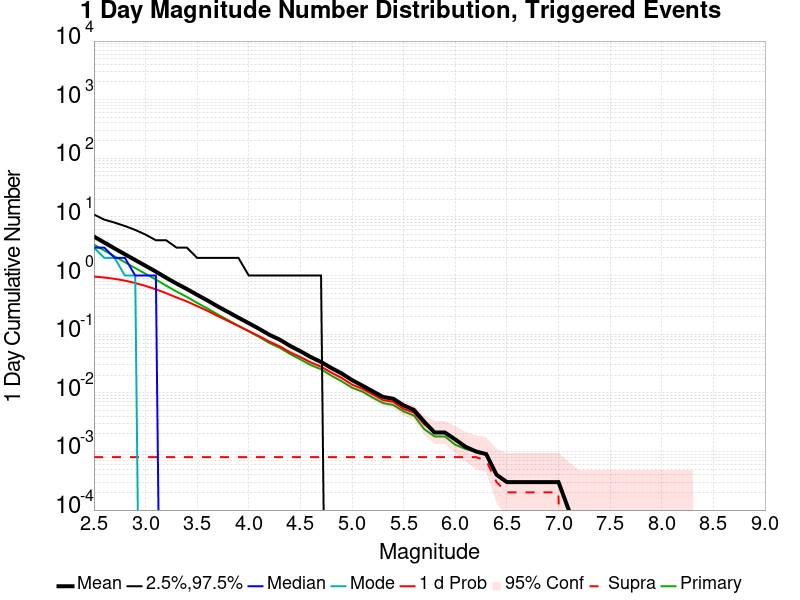 1 Day Magnitude Number Distribution, Triggered Events
10 4
10 3
10 2
10 1
10 0
10 -1
10 -2
10 -3
10 -4
1 Day Cumulative Number
2.5 3.0 3.5 4.0 4.5 5.0 5.5 6.0 6.5 7.0 7.5 8.0 8.5 9.0
Magnitude
Mean 2.5%,97.5% Median Mode 1 d Prob 95% Conf Supra Primary